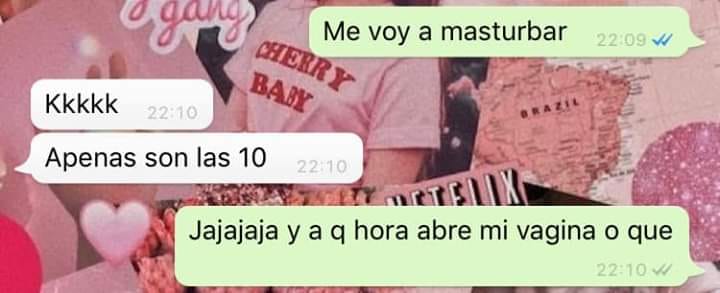 gang
Me voy a masturbar 22:09
CHERRY
BABY
Kkkkk 22:10
BRAZIL
Apenas son las 10 22:10
NETFLIX
Jajajaja y a q hora abre mi vagina o que
22:10